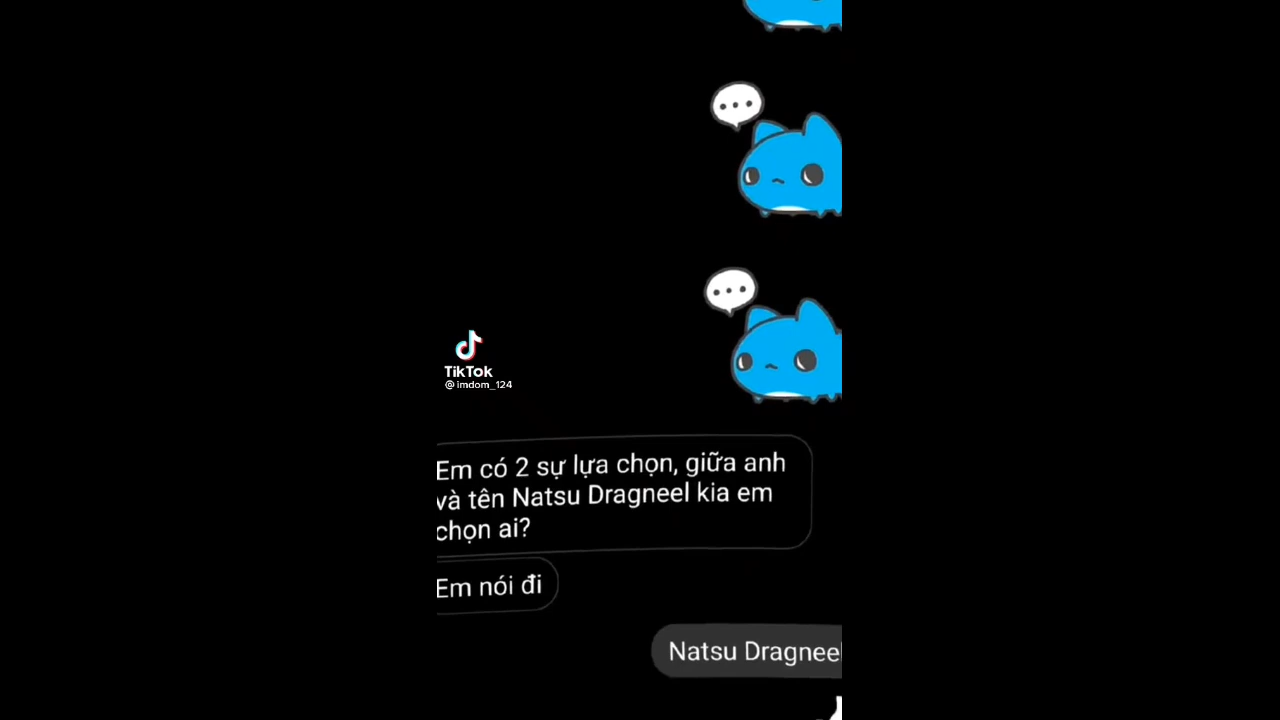 TikTok
@imdom_124
Em có 2 sự lựa chọn, giữa anh
và tên Natsu Dragneel kia em
chọn ai?
Em nói đi
Natsu Dragneel